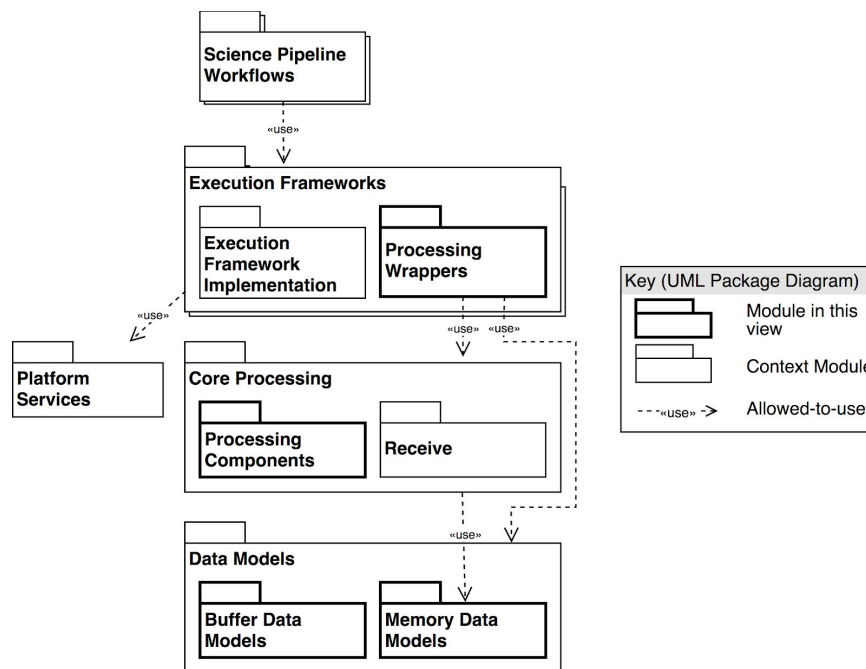 Science Pipeline
Workflows
«use»
Execution Frameworks
Execution
Framework
Implementation
Processing
Wrappers
«use»
«use» «use»
Platform
Services
Core Processing
Processing
Components
Receive
«use»
Data Models
Buffer Data
Models
Memory Data
Models
Key (UML Package Diagram)
Module in this
view
Context Module
«use»
Allowed-to-use